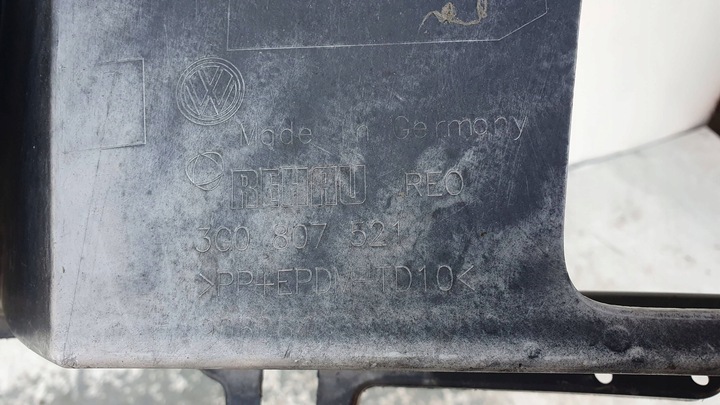 Made in Germany
REHAU REO
3C0 807 521
>PP+EPDM-TD10<